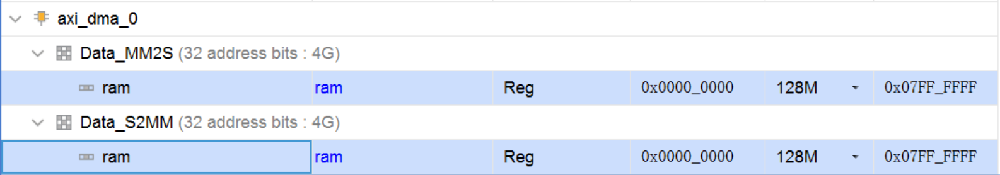 axi_dma_0
Data_MM2S (32 address bits : 4G)
ram ram Reg 0x0000_0000 128M 0x07FF_FFFF
Data_S2MM (32 address bits : 4G)
ram ram Reg 0x0000_0000 128M 0x07FF_FFFF